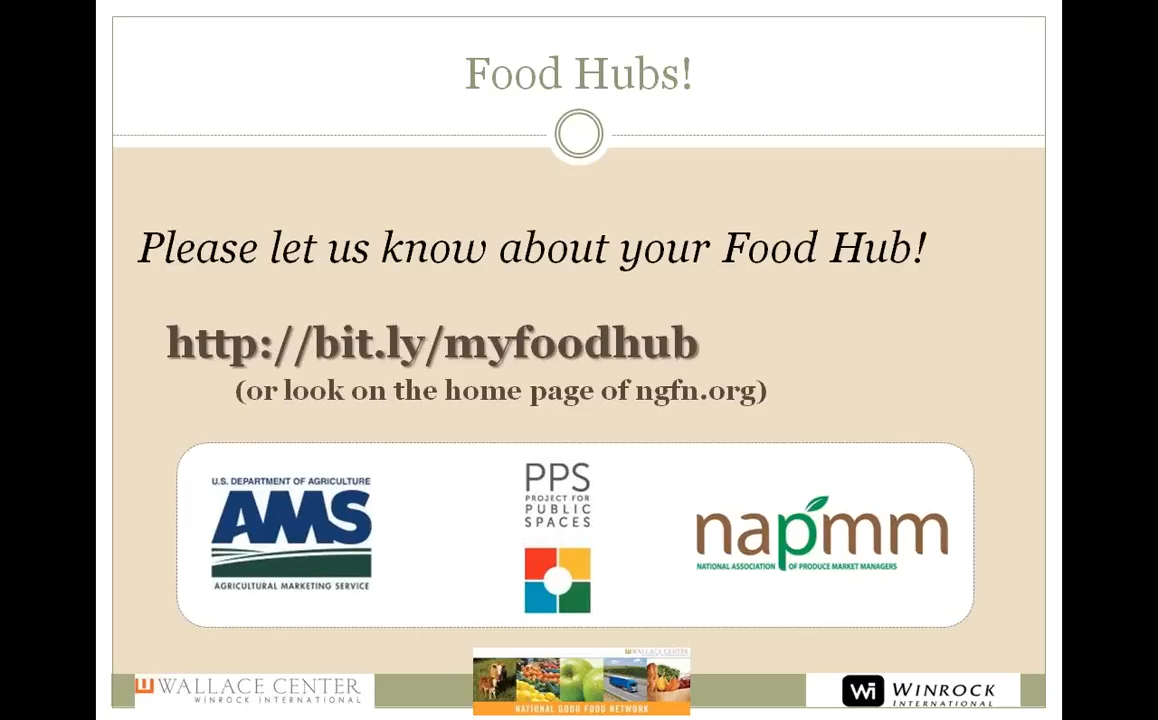 Food Hubs!
Please let us know about your Food Hub!
http://bit.ly/myfoodhub
(or look on the home page of ngfn.org)
U.S. DEPARTMENT OF AGRICULTURE
AMS
AGRICULTURAL MARKETING SERVICE
PPS
PROJECT FOR
PUBLIC
SPACES
napmm
NATIONAL ASSOCIATION OF PRODUCE MARKET MANAGERS
WALLACE CENTER
NATIONAL GOOD FOOD NETWORK
WALLACE CENTER
WINROCK INTERNATIONAL
Wi WINROCK
INTERNATIONAL